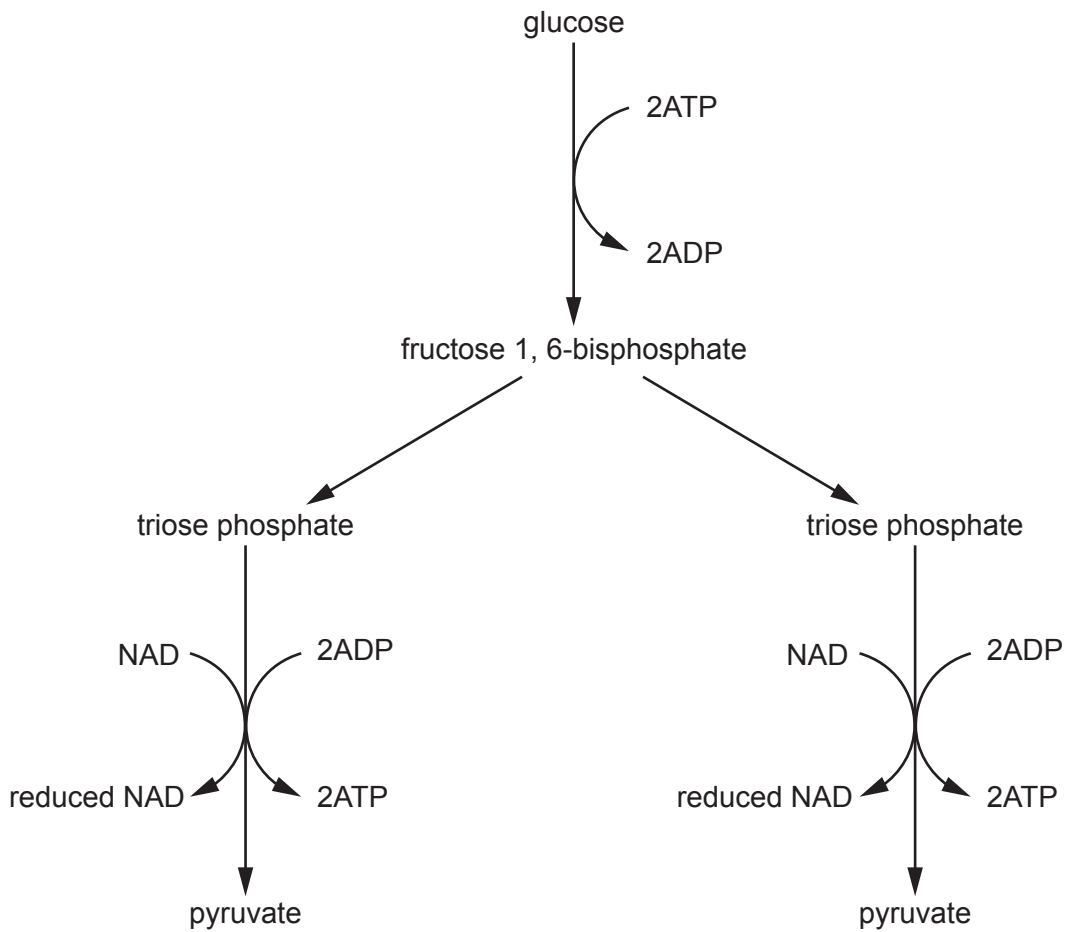 glucose
2ATP
2ADP
fructose 1, 6-bisphosphate
triose phosphate
triose phosphate
NAD
2ADP
NAD
2ADP
reduced NAD
2ATP
reduced NAD
2ATP
pyruvate
pyruvate